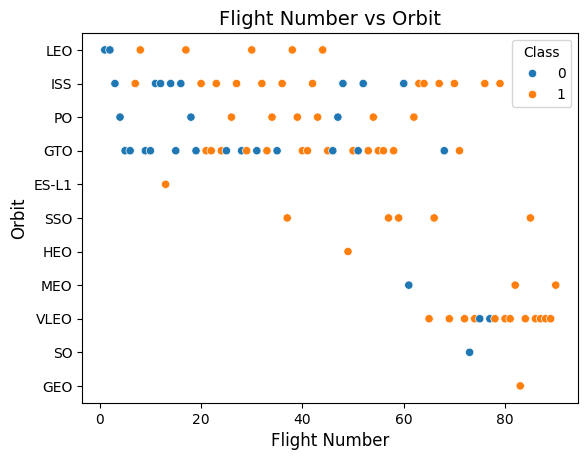 Flight Number vs Orbit
Class
0
1
Orbit
LEO
ISS
PO
GTO
ES-L1
SSO
HEO
MEO
VLEO
SO
GEO
0 20 40 60 80
Flight Number